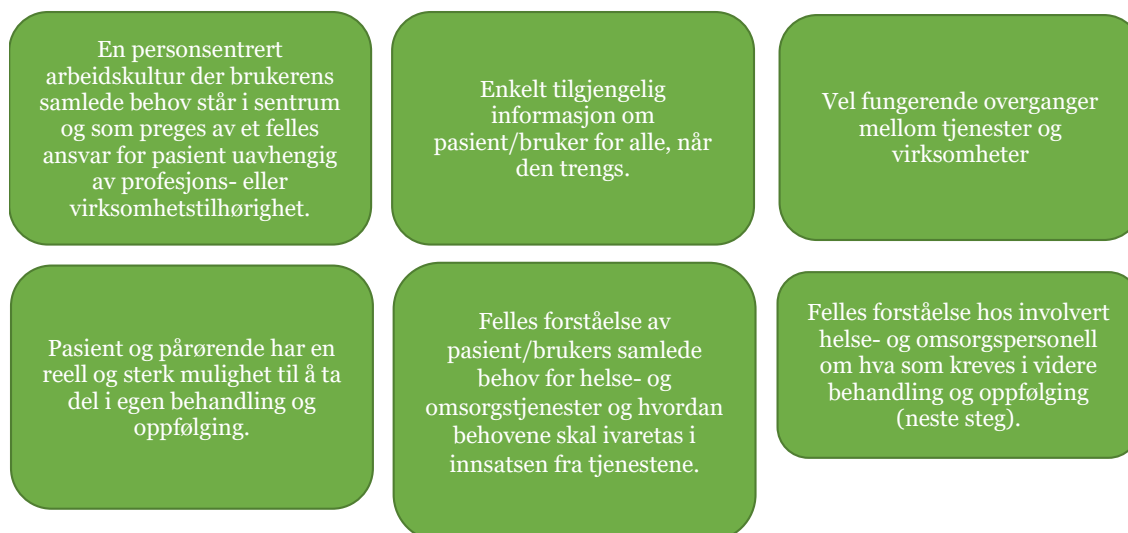 En personsentrert
arbeidskultur der brukerens
samlede behov står i sentrum
og som preges av et felles
ansvar for pasient uavhengig
av profesjons- eller
virksomhetstilhørighet.
Enkelt tilgjengelig
informasjon om
pasient/bruker for alle, når
den trengs.
Vel fungerende overganger
mellom tjenester og
virksomheter
Pasient og pårørende har en
reell og sterk mulighet til å ta
del i egen behandling og
oppfølging.
Felles forståelse av
pasient/brukers samlede
behov for helse- og
omsorgstjenester og hvordan
behovene skal ivaretas i
innsatsen fra tjenestene.
Felles forståelse hos involvert
helse- og omsorgspersonell
om hva som kreves i videre
behandling og oppfølging
(neste steg).